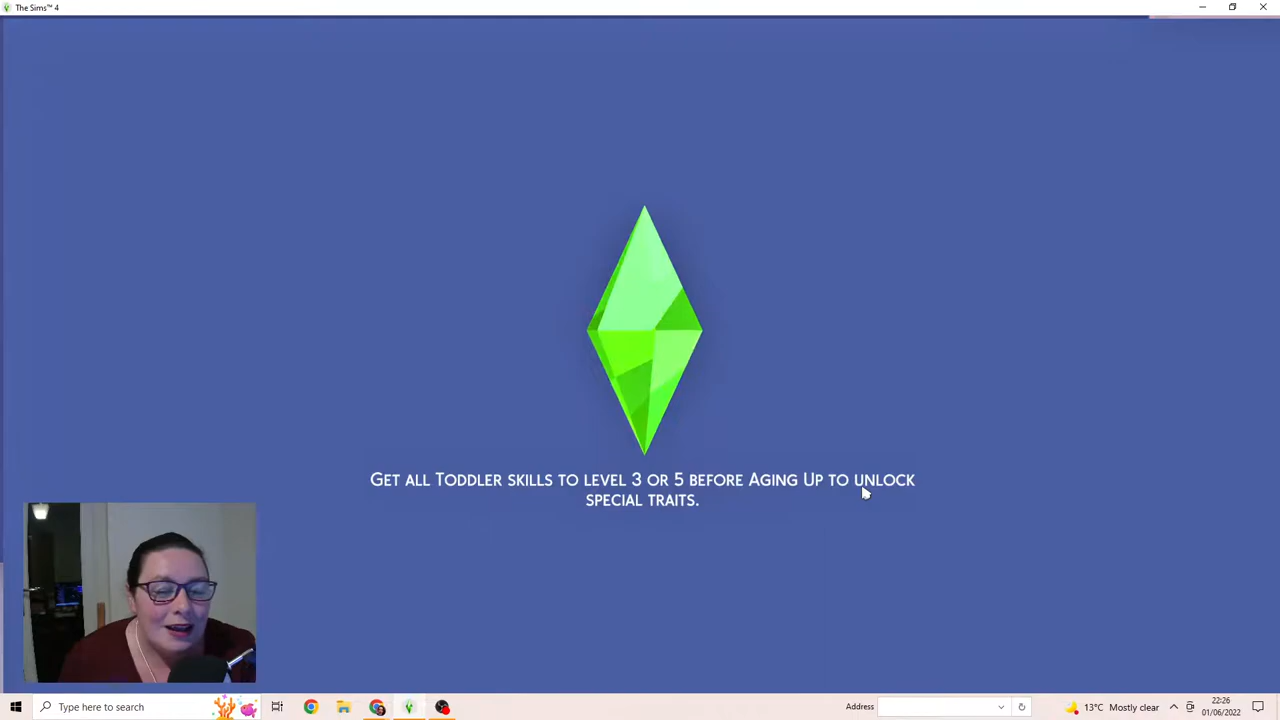 The Sims™ 4
GET ALL TODDLER SKILLS TO LEVEL 3 OR 5 BEFORE AGING UP TO UNLOCK
SPECIAL TRAITS.
Type here to search
Address
13°C Mostly clear
22:26
01/06/2022